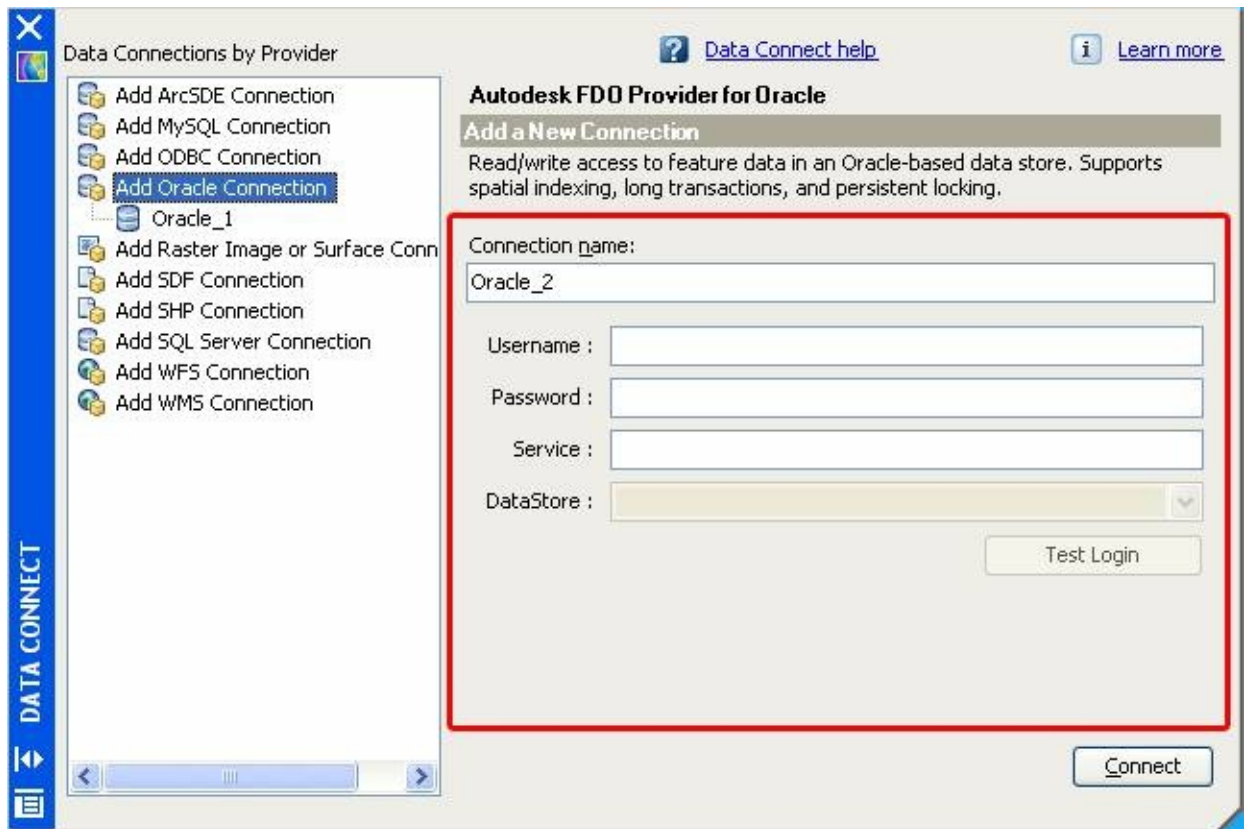 Data Connections by Provider
Data Connect help
Learn more
Add ArcSDE Connection
Add MySQL Connection
Add ODBC Connection
Add Oracle Connection
Oracle_1
Add Raster Image or Surface Conn
Add SDF Connection
Add SHP Connection
Add SQL Server Connection
Add WFS Connection
Add WMS Connection
Autodesk FDO Provider for Oracle
Add a New Connection
Read/write access to feature data in an Oracle-based data store. Supports
spatial indexing, long transactions, and persistent locking.
Connection name:
Oracle_2
Username :
Password :
Service :
DataStore :
Test Login
Connect
DATA CONNECT